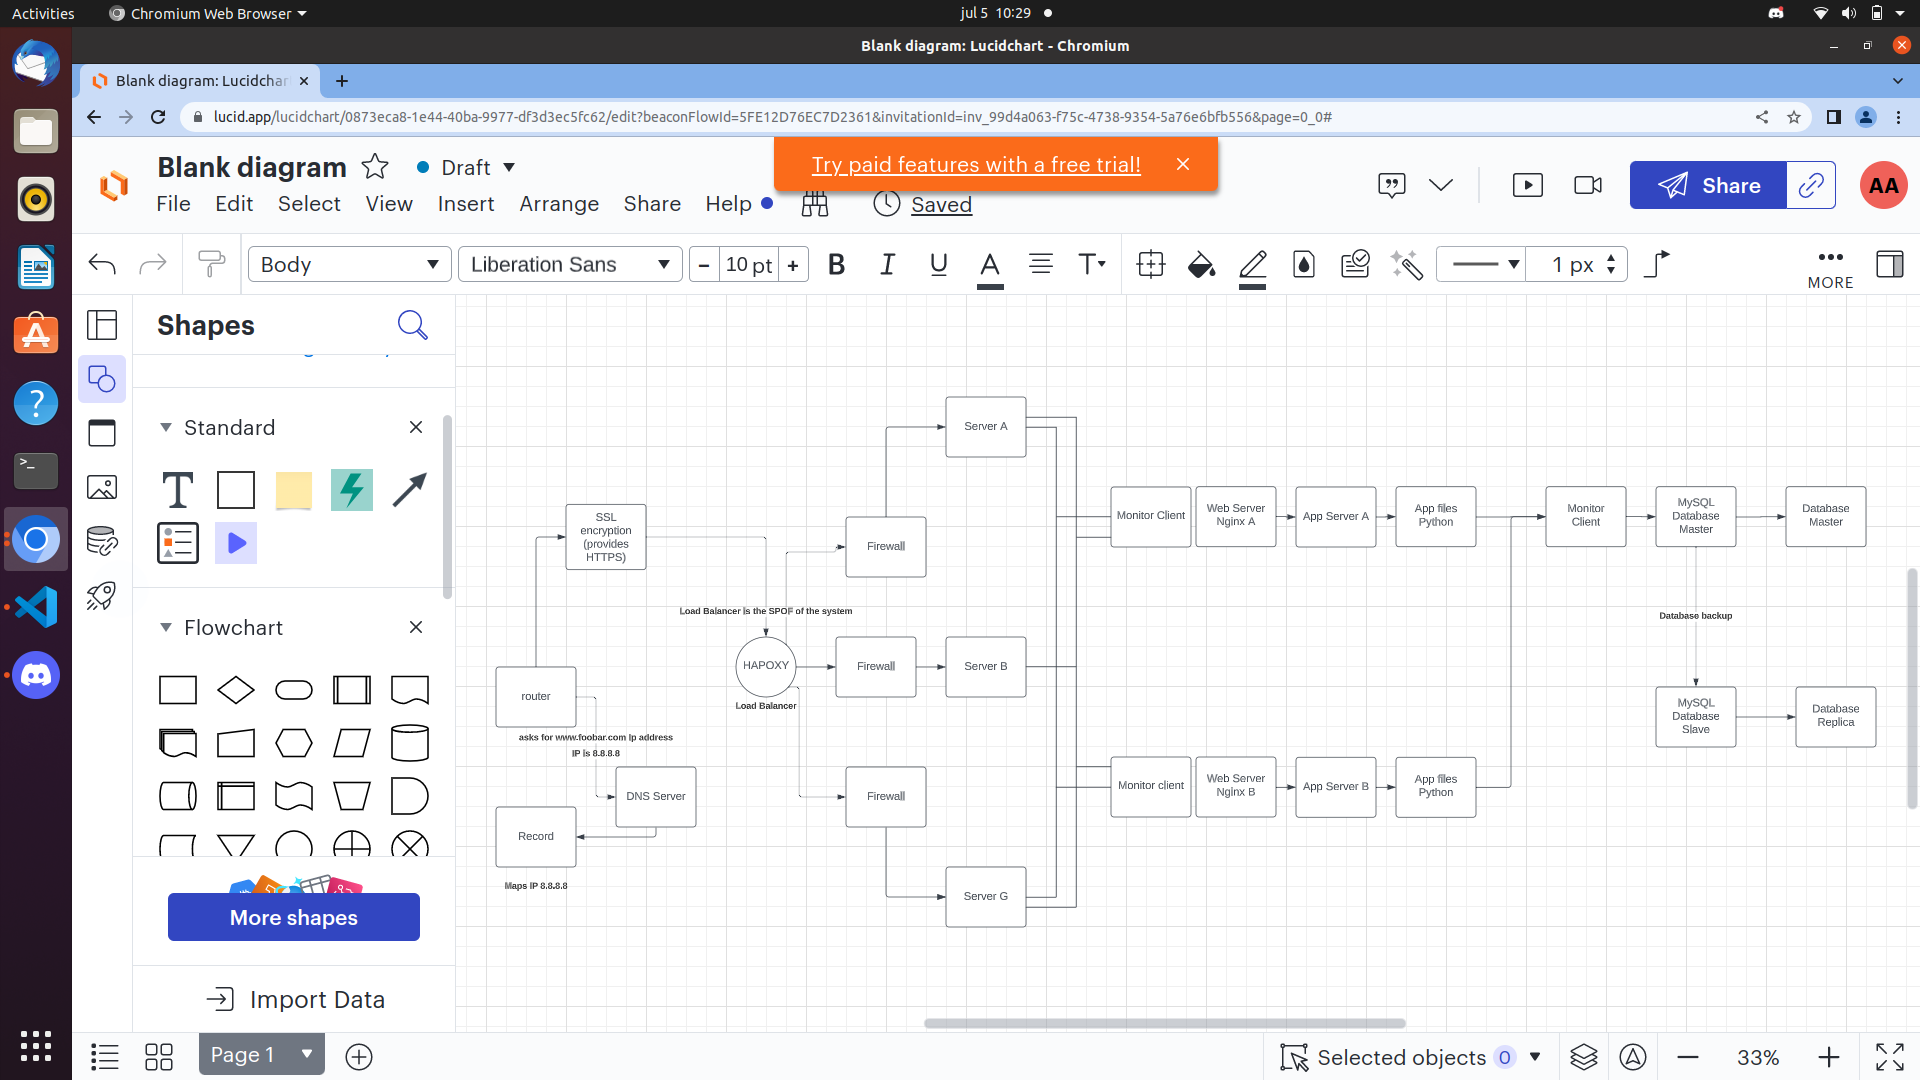 Activities
Chromium Web Browser
jul 5 10:29
Blank diagram: Lucidchart - Chromium
Blank diagram: Lucidchar
lucid.app/lucidchart/0873eca8-1e44-40ba-9977-df3d3ec5fc62/edit?beaconFlowId=5FE12D76EC7D2361&invitationId=inv_99d4a063-f75c-4738-9354-5a76e6bfb556&page=0_0#
Try paid features with a free trial!
Blank diagram
Draft
File Edit Select View Insert Arrange Share Help
Saved
Share
AA
Body
Liberation Sans
10 pt
B I U A T
1 px
MORE
Shapes
Standard
T
Flowchart
More shapes
Import Data
Server A
SSL
encryption
(provides
HTTPS)
Firewall
Monitor Client
Web Server
Nginx A
App Server A
App files
Python
Monitor
Client
MySQL
Database
Master
Database
Master
Load Balancer is the SPOF of the system
Database backup
HAPOXY
Firewall
Server B
Load Balancer
router
asks for www.foobar.com ip address
IP is 8.8.8.8
MySQL
Database
Slave
Database
Replica
DNS Server
Firewall
Monitor client
Web Server
Nginx B
App Server B
App files
Python
Record
Maps IP 8.8.8.8
Server G
Page 1
Selected objects 0
33%